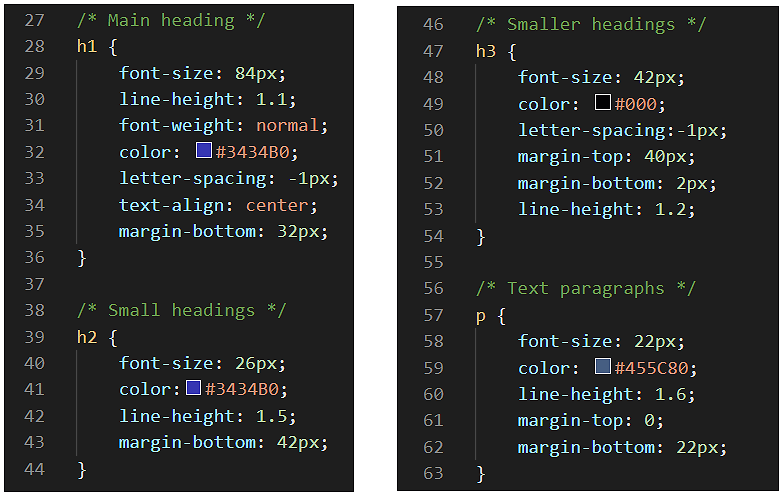 27 /* Main heading */
28 h1 {
29 font-size: 84px;
30 line-height: 1.1;
31 font-weight: normal;
32 color: #3434B0;
33 letter-spacing: -1px;
34 text-align: center;
35 margin-bottom: 32px;
36 }
37
38 /* Small headings */
39 h2 {
40 font-size: 26px;
41 color:#3434B0;
42 line-height: 1.5;
43 margin-bottom: 42px;
44 }
46 /* Smaller headings */
47 h3 {
48 font-size: 42px;
49 color: #000;
50 letter-spacing:-1px;
51 margin-top: 40px;
52 margin-bottom: 2px;
53 line-height: 1.2;
54 }
55
56 /* Text paragraphs */
57 p {
58 font-size: 22px;
59 color: #455C80;
60 line-height: 1.6;
61 margin-top: 0;
62 margin-bottom: 22px;
63 }